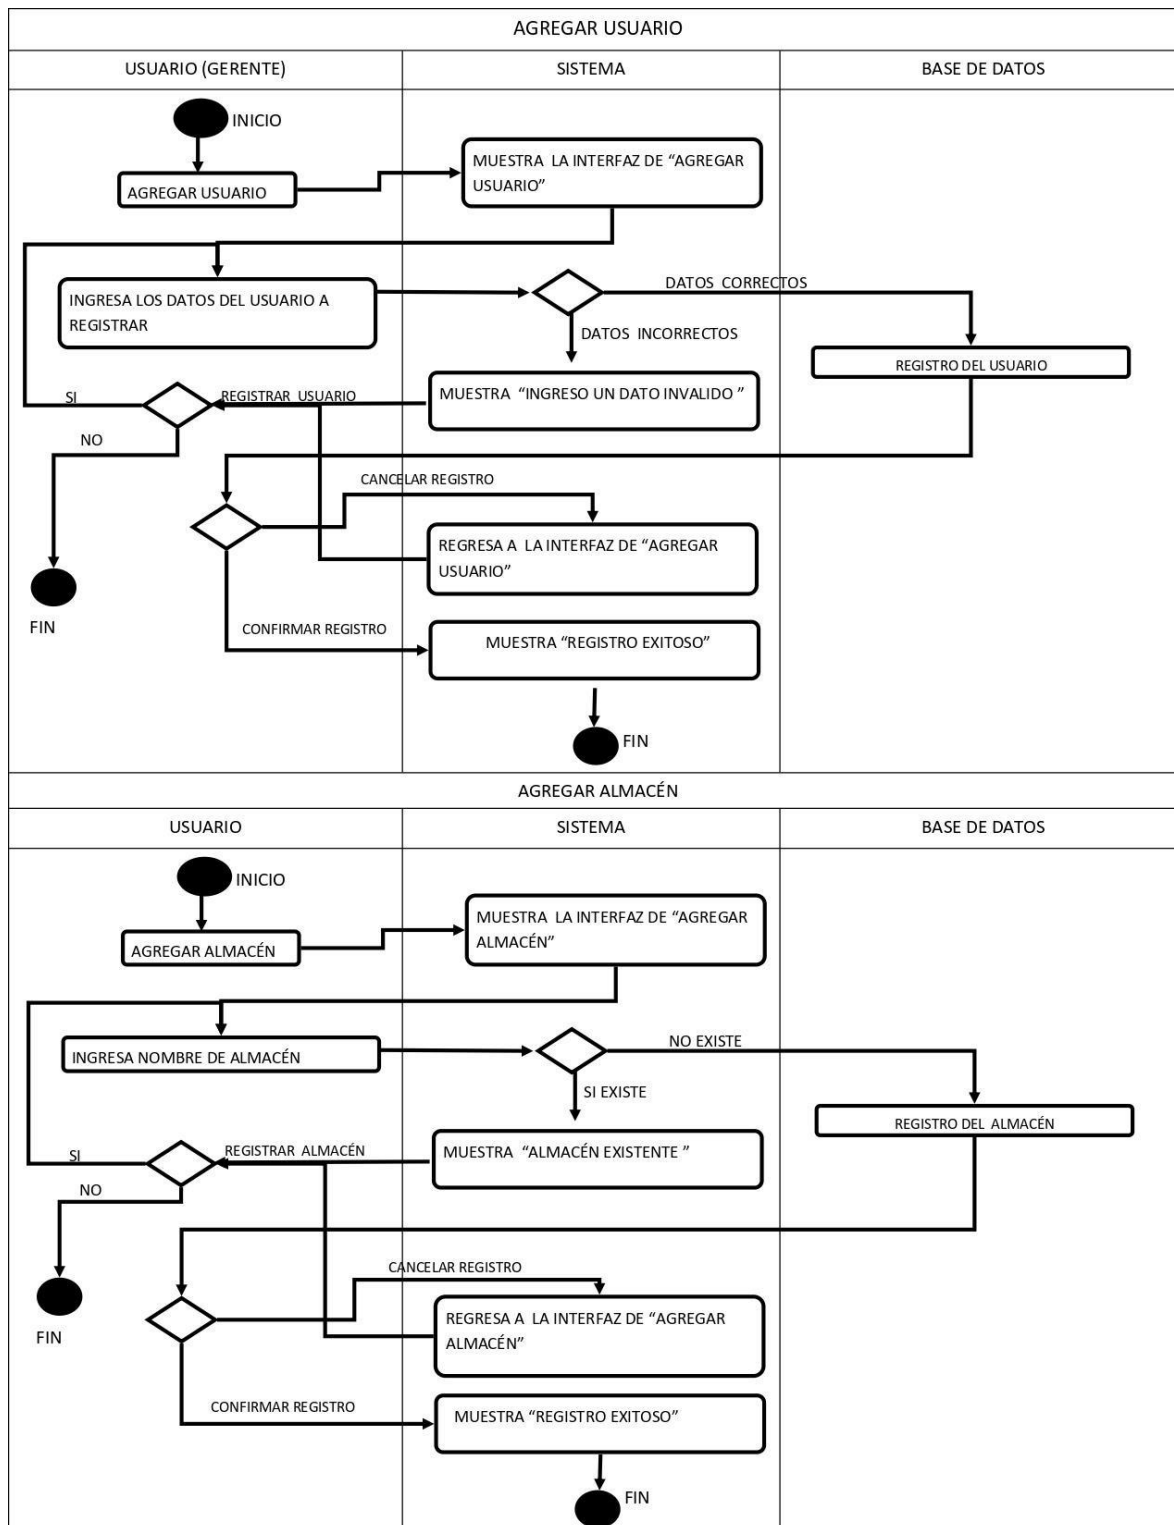 AGREGAR USUARIO
USUARIO (GERENTE)
SISTEMA
BASE DE DATOS
INICIO
AGREGAR USUARIO
MUESTRA LA INTERFAZ DE “AGREGAR
USUARIO”
INGRESA LOS DATOS DEL USUARIO A
REGISTRAR
DATOS CORRECTOS
DATOS INCORRECTOS
REGISTRO DEL USUARIO
MUESTRA “INGRESO UN DATO INVALIDO ”
REGISTRAR USUARIO
SI
NO
CANCELAR REGISTRO
REGRESA A LA INTERFAZ DE “AGREGAR
USUARIO”
FIN
CONFIRMAR REGISTRO
MUESTRA “REGISTRO EXITOSO”
FIN
AGREGAR ALMACÉN
USUARIO
SISTEMA
BASE DE DATOS
INICIO
AGREGAR ALMACÉN
MUESTRA LA INTERFAZ DE “AGREGAR
ALMACÉN”
INGRESA NOMBRE DE ALMACÉN
NO EXISTE
SI EXISTE
REGISTRO DEL ALMACÉN
MUESTRA “ALMACÉN EXISTENTE ”
REGISTRAR ALMACÉN
SI
NO
CANCELAR REGISTRO
REGRESA A LA INTERFAZ DE “AGREGAR
ALMACÉN”
FIN
CONFIRMAR REGISTRO
MUESTRA “REGISTRO EXITOSO”
FIN